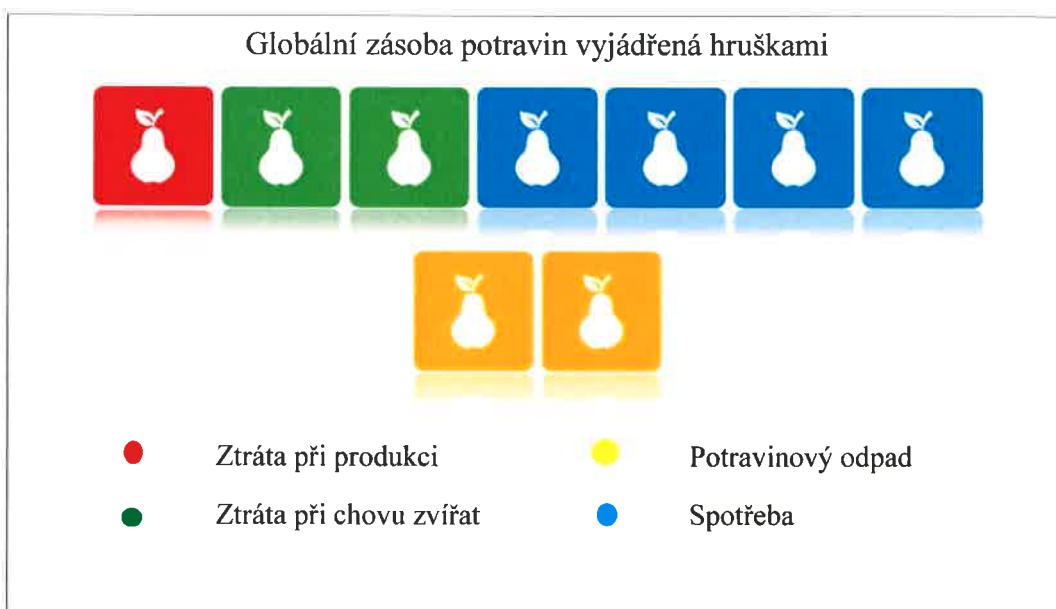 Globální zásoba potravin vyjádřená hruškami
Ztráta při produkci
Potravinový odpad
Ztráta při chovu zvířat
Spotřeba